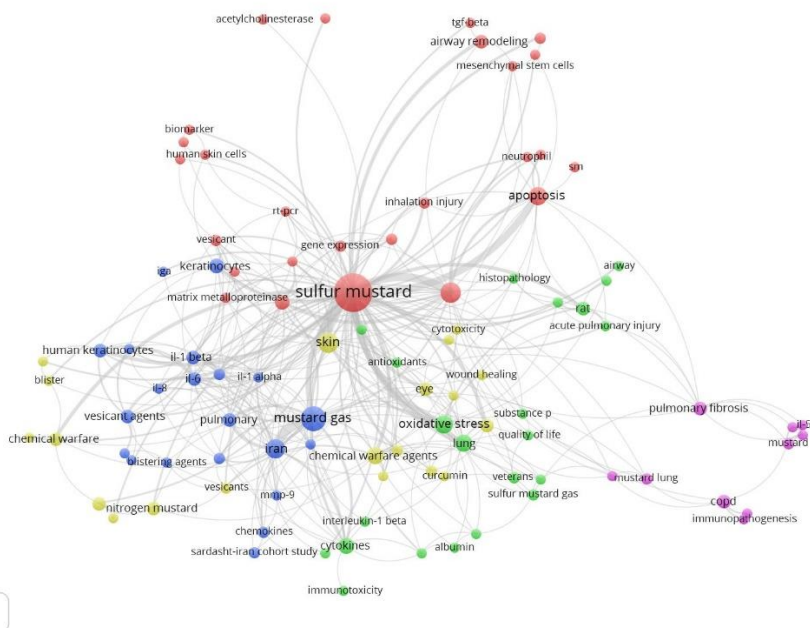 acetylcholinesterase
tgf-beta
airway remodeling
mesenchymal stem cells
biomarker
human skin cells
neutrophil
sm
apoptosis
inhalation injury
rt-pcr
vesicant
gene expression
iga
keratinocytes
airway
histopathology
sulfur mustard
matrix metalloproteinase
rat
acute pulmonary injury
cytotoxicity
skin
human keratinocytes
il-1 beta
antioxidants
wound healing
blister
il-6
il-1 alpha
il-8
eye
pulmonary fibrosis
vesicant agents
pulmonary
mustard gas
substance p
oxidative stress
quality of life
il-5
mustard
chemical warfare
iran
lung
chemical warfare agents
blistering agents
curcumin
veterans
mustard lung
vesicants
mmp-9
sulfur mustard gas
copd
nitrogen mustard
immunopathogenesis
interleukin-1 beta
chemokines
sardasht-iran cohort study
cytokines
albumin
immunotoxicity